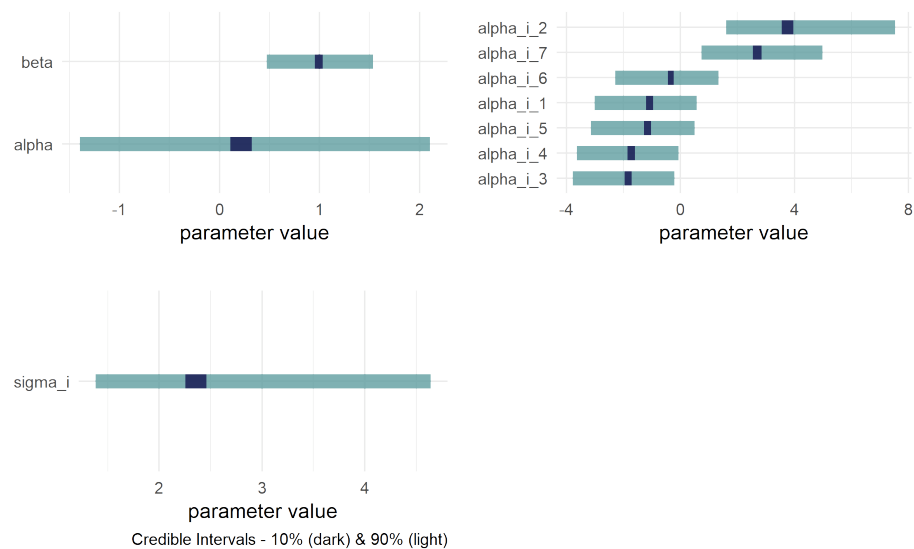 beta
alpha
-1 0 1 2
parameter value
alpha_i_2
alpha_i_7
alpha_i_6
alpha_i_1
alpha_i_5
alpha_i_4
alpha_i_3
-4 0 4 8
parameter value
sigma_i
2 3 4
parameter value
Credible Intervals - 10% (dark) & 90% (light)